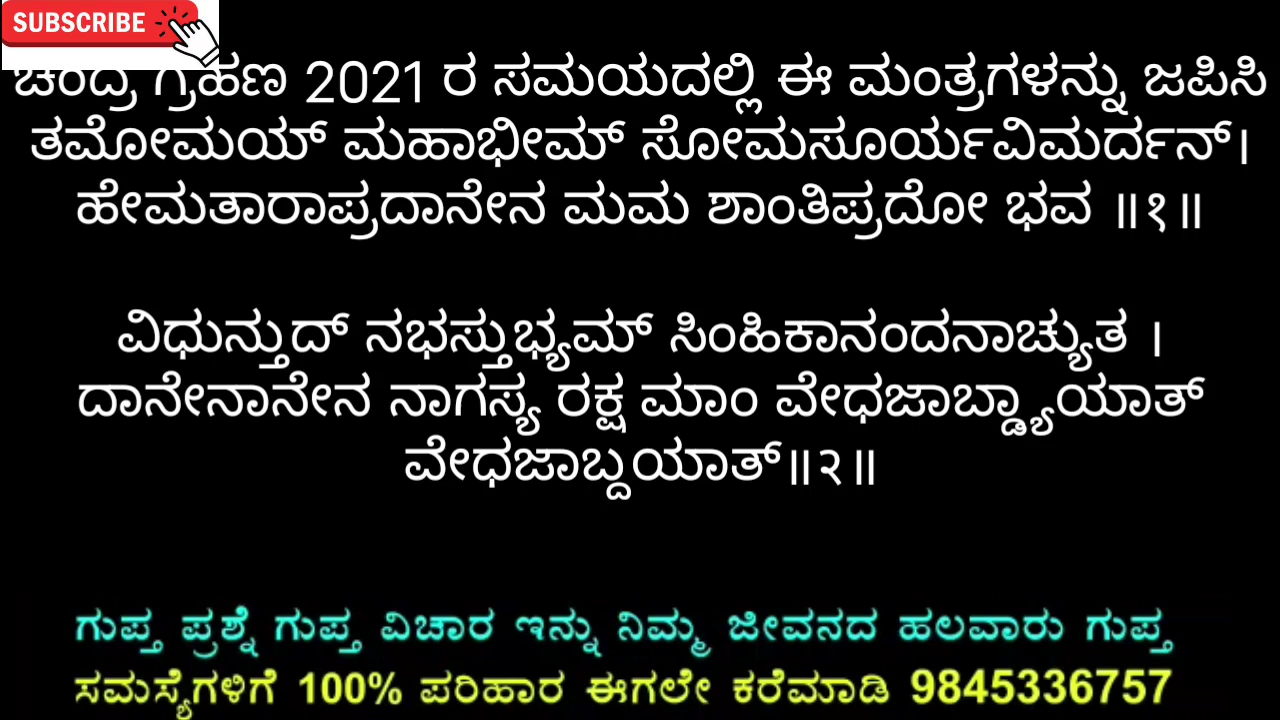 SUBSCRIBE
ಚಂದ್ರ ಗ್ರಹಣ 2021 ರ ಸಮಯದಲ್ಲಿ ಈ ಮಂತ್ರಗಳನ್ನು ಜಪಿಸಿ
ತಮೋಮಯ್ ಮಹಾಭೀಮ್ ಸೋಮಸೂರ್ಯವಿಮರ್ದನ್।
ಹೇಮತಾರಾಪ್ರದಾನೇನ ಮಮ ಶಾಂತಿಪ್ರದೋ ಭವ ॥೧॥
ವಿಧುನ್ತುದ್ ನಭಸ್ತುಭ್ಯಮ್ ಸಿಂಹಿಕಾನಂದನಾಚ್ಯುತ ।
ದಾನೇನಾನೇನ ನಾಗಸ್ಯ ರಕ್ಷ ಮಾಂ ವೇಧಜಾಬ್ಡ್ಯಾಯಾತ್
ವೇಧಜಾಬ್ದಯಾತ್॥೨॥
ಗುಪ್ತ ಪ್ರಶ್ನೆ ಗುಪ್ತ ವಿಚಾರ ಇನ್ನು ನಿಮ್ಮ ಜೀವನದ ಹಲವಾರು ಗುಪ್ತ
ಸಮಸ್ಯೆಗಳಿಗೆ 100% ಪರಿಹಾರ ಈಗಲೇ ಕರೆಮಾಡಿ 9845336757